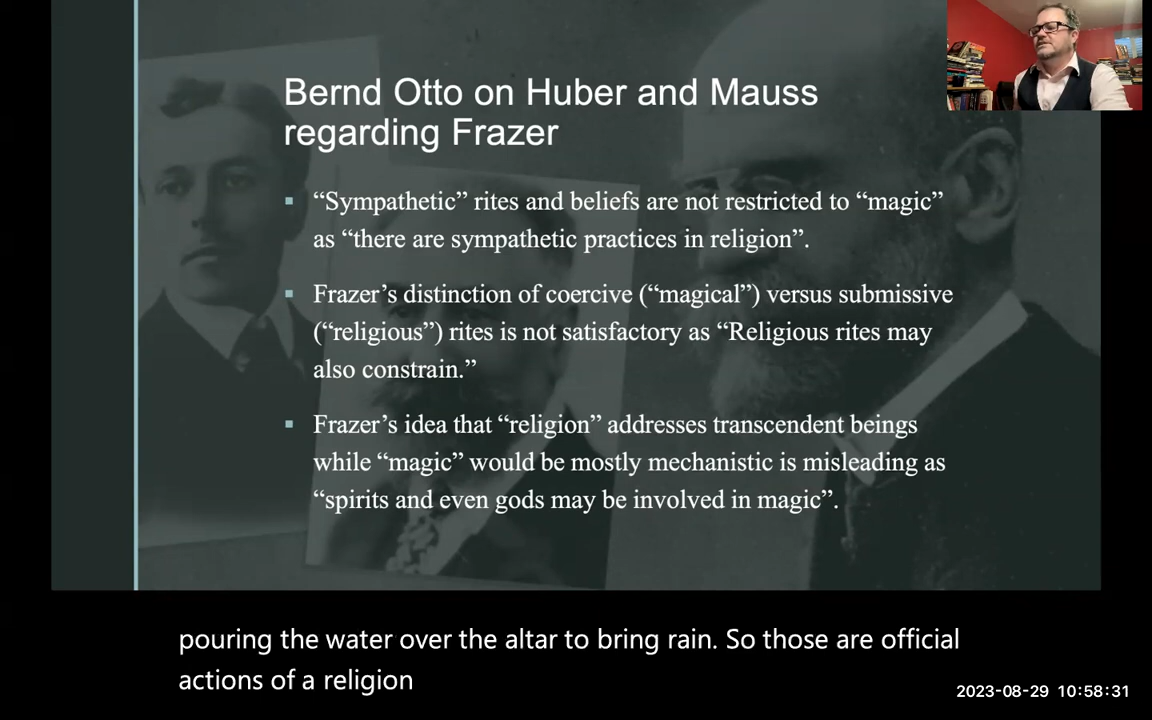 Bernd Otto on Huber and Mauss
regarding Frazer
▪ “Sympathetic” rites and beliefs are not restricted to “magic”
as “there are sympathetic practices in religion”.
▪ Frazer’s distinction of coercive (“magical”) versus submissive
(“religious”) rites is not satisfactory as “Religious rites may
also constrain.”
▪ Frazer’s idea that “religion” addresses transcendent beings
while “magic” would be mostly mechanistic is misleading as
“spirits and even gods may be involved in magic”.
pouring the water over the altar to bring rain. So those are official
actions of a religion
2023-08-29 10:58:31